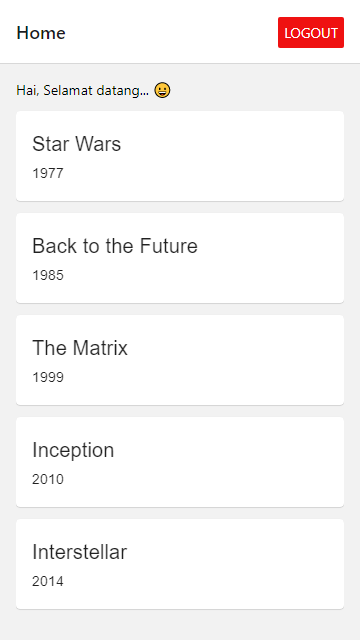 Home
LOGOUT
Hai, Selamat datang... 😀
Star Wars
1977
Back to the Future
1985
The Matrix
1999
Inception
2010
Interstellar
2014